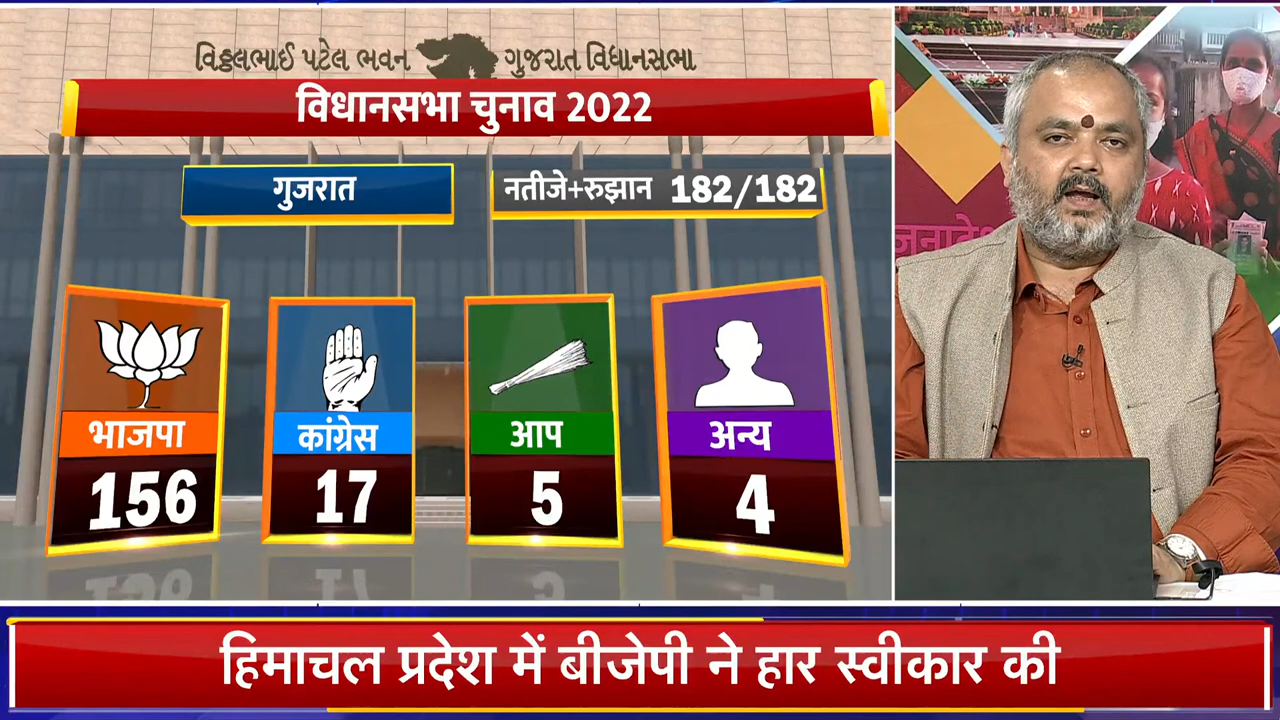 વિઠ્ઠલભાઈ પટેલ ભવન ગુજરાત વિધાનસભા
विधानसभा चुनाव 2022
गुजरात
नतीजे+रुझान 182/182
भाजपा
156
कांग्रेस
17
आप
5
अन्य
4
हिमाचल प्रदेश में बीजेपी ने हार स्वीकार की